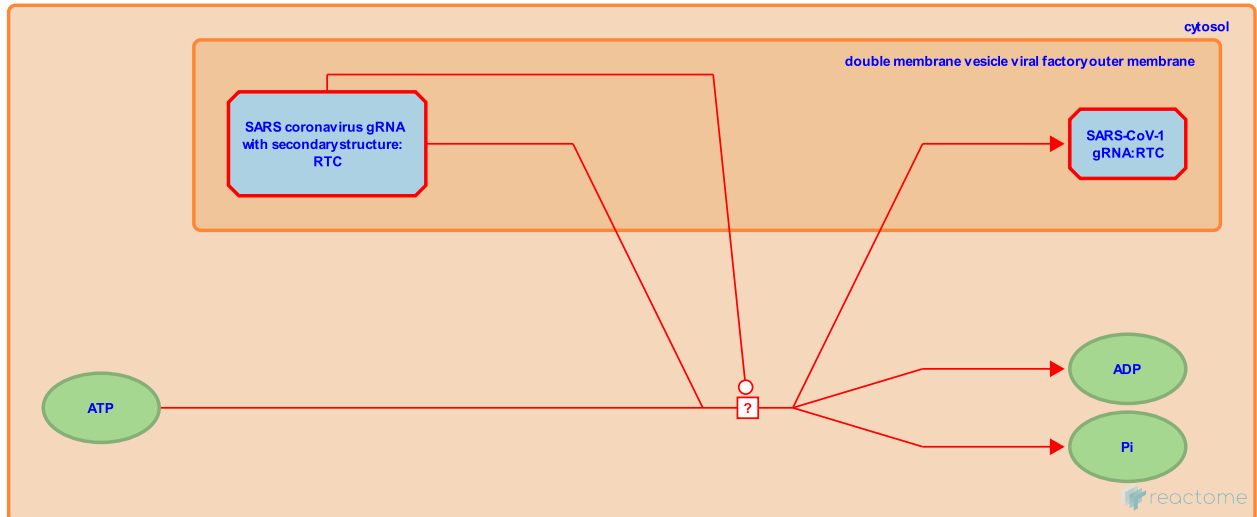 cytosol
double membrane vesicle viral factory outer membrane
SARS coronavirus gRNA
with secondary structure:
RTC
SARS-CoV-1
gRNA:RTC
ATP
?
ADP
Pi
reactome